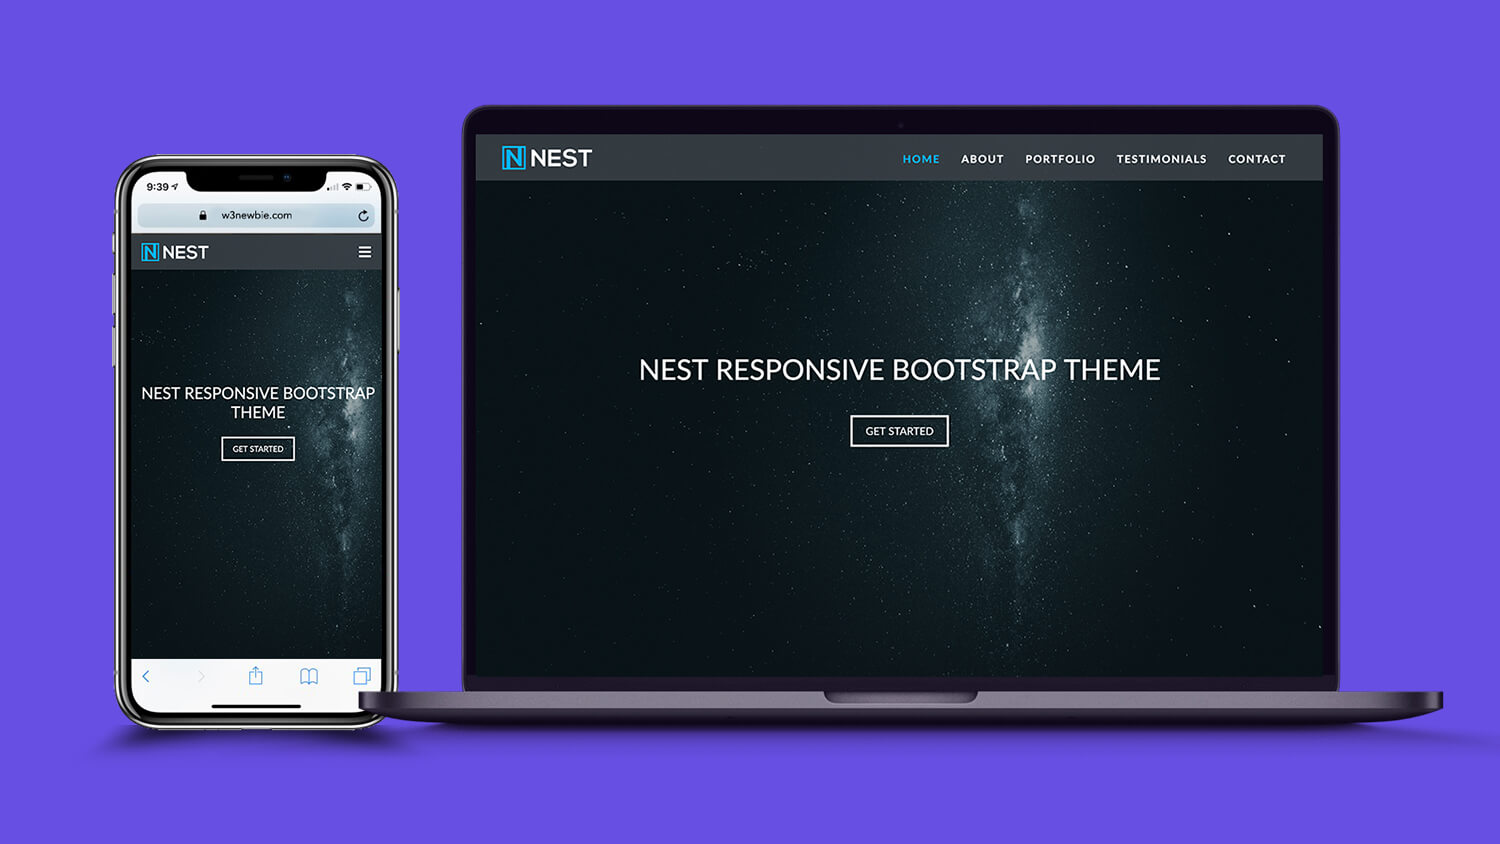 9:39
w3newbie.com
N NEST
NEST RESPONSIVE BOOTSTRAP
THEME
GET STARTED
N NEST
HOME ABOUT PORTFOLIO TESTIMONIALS CONTACT
NEST RESPONSIVE BOOTSTRAP THEME
GET STARTED